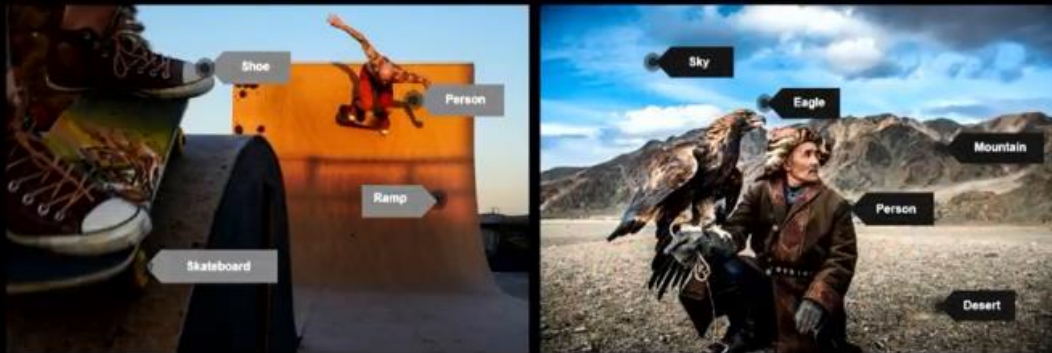 Shoe
Person
Ramp
Skateboard
Sky
Eagle
Mountain
Person
Desert